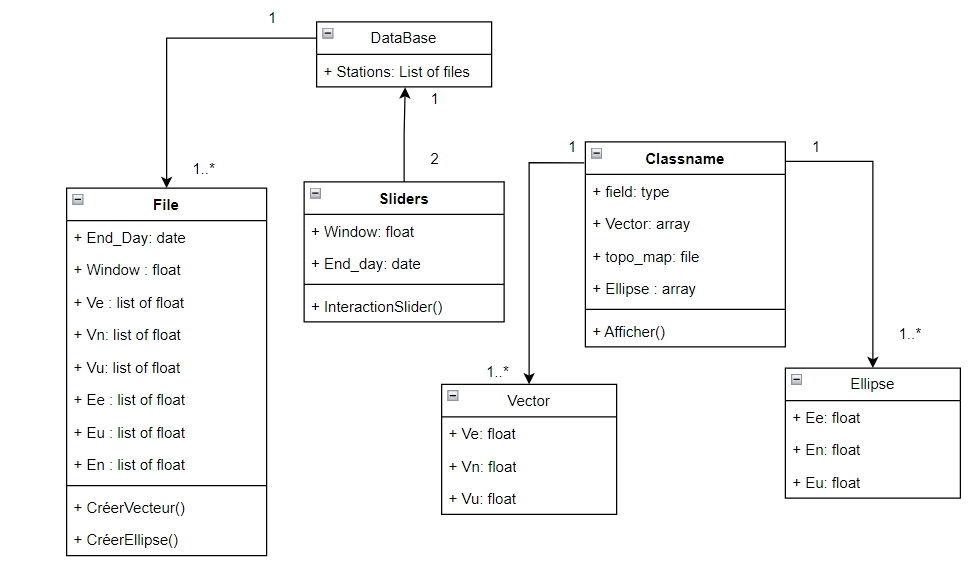 1
DataBase
+ Stations: List of files
1
2
1..*
File
+ End_Day: date
+ Window : float
+ Ve : list of float
+ Vn: list of float
+ Vu: list of float
+ Ee : list of float
+ Eu : list of float
+ En : list of float
+ CréerVecteur()
+ CréerEllipse()
Sliders
+ Window: float
+ End_day: date
+ InteractionSlider()
1
Classname
1
+ field: type
+ Vector: array
+ topo_map: file
+ Ellipse : array
+ Afficher()
1..*
Vector
+ Ve: float
+ Vn: float
+ Vu: float
1..*
Ellipse
+ Ee: float
+ En: float
+ Eu: float